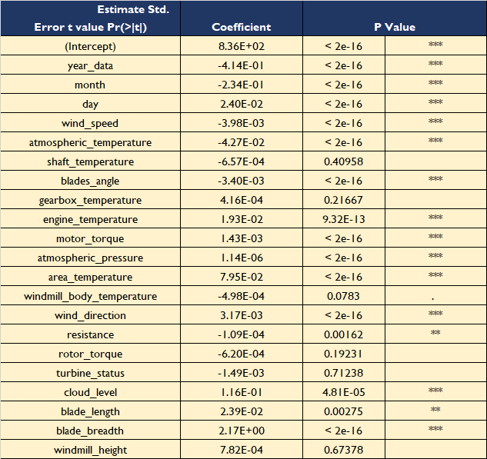 Estimate Std.
Error t value Pr(>|t|) Coefficient P Value
(Intercept) 8.36E+02 < 2e-16 ***
year_data -4.14E-01 < 2e-16 ***
month -2.34E-01 < 2e-16 ***
day 2.40E-02 < 2e-16 ***
wind_speed -3.98E-03 < 2e-16 ***
atmospheric_temperature -4.27E-02 < 2e-16 ***
shaft_temperature -6.57E-04 0.40958
blades_angle -3.40E-03 < 2e-16 ***
gearbox_temperature 4.16E-04 0.21667
engine_temperature 1.93E-02 9.32E-13 ***
motor_torque 1.43E-03 < 2e-16 ***
atmospheric_pressure 1.14E-06 < 2e-16 ***
area_temperature 7.95E-02 < 2e-16 ***
windmill_body_temperature -4.98E-04 0.0783 .
wind_direction 3.17E-03 < 2e-16 ***
resistance -1.09E-04 0.00162 **
rotor_torque -6.20E-04 0.19231
turbine_status -1.49E-03 0.71238
cloud_level 1.16E-01 4.81E-05 ***
blade_length 2.39E-02 0.00275 **
blade_breadth 2.17E+00 < 2e-16 ***
windmill_height 7.82E-04 0.67378